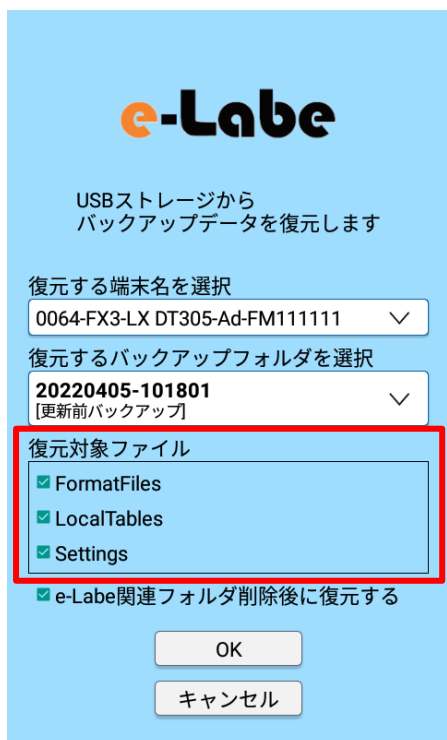 e-Labe
USBストレージから
バックアップデータを復元します
復元する端末名を選択
0064-FX3-LX DT305-Ad-FM111111
復元するバックアップフォルダを選択
20220405-101801
[更新前バックアップ]
復元対象ファイル
FormatFiles
LocalTables
Settings
e-Labe関連フォルダ削除後に復元する
OK
キャンセル